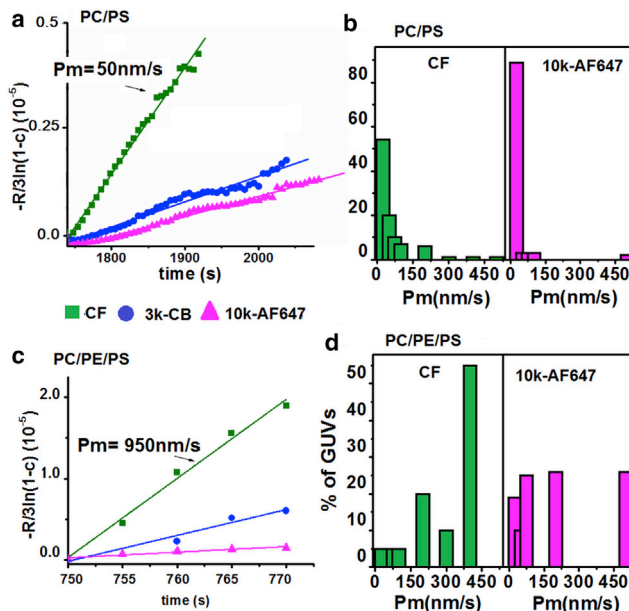 a
PC/PS
0.5
0.25
0.0
-R/3ln(1-c) (10⁻⁵)
Pm=50nm/s
1800 1900 2000
time (s)
b
PC/PS
CF 10k-AF647
80
60
40
20
0
0 150 300 450 0 150 300 450
Pm(nm/s) Pm(nm/s)
CF 3k-CB 10k-AF647
c
PC/PE/PS
2.0
1.0
0.0
-R/3ln(1-c) (10⁻⁵)
Pm= 950nm/s
750 755 760 765 770
time (s)
d
PC/PE/PS
CF 10k-AF647
% of GUVs
50
40
30
20
10
0
0 150 300 450 0 150 300 450
Pm(nm/s) Pm(nm/s)